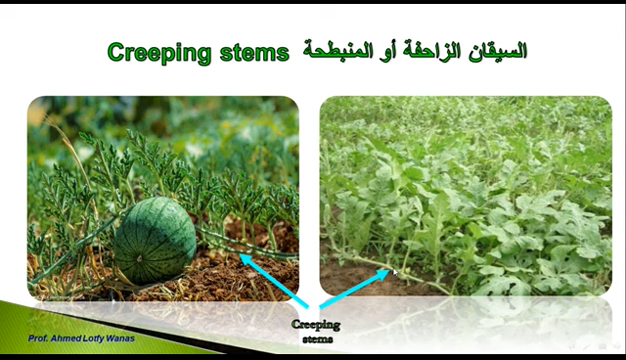 Creeping stems السيقان الزاحفة أو المنبطحة
Creeping
stems
Prof. Ahmed Lotfy Wanas